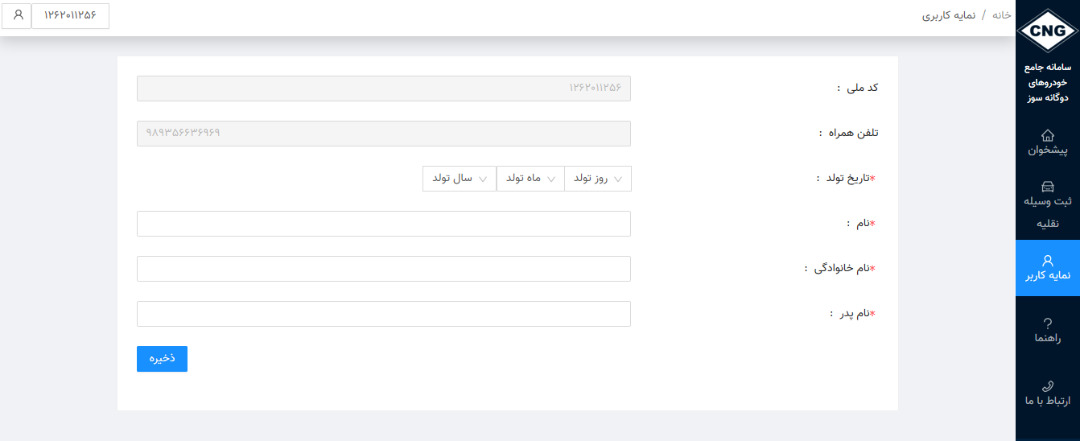 CNG
سامانه جامع
خودروهای
دوگانه سوز
پیشخوان
ثبت وسیله
نقلیه
نمایه کاربر
راهنما
ارتباط با ما
خانه / نمایه کاربری
۱۲۶۲۰۱۱۲۵۶
کد ملی :
۱۲۶۲۰۱۱۲۵۶
تلفن همراه :
۹۸۹۳۵۶۶۳۶۹۶۹
*تاریخ تولد :
روز تولد
ماه تولد
سال تولد
*نام :
*نام خانوادگی :
*نام پدر :
ذخیره